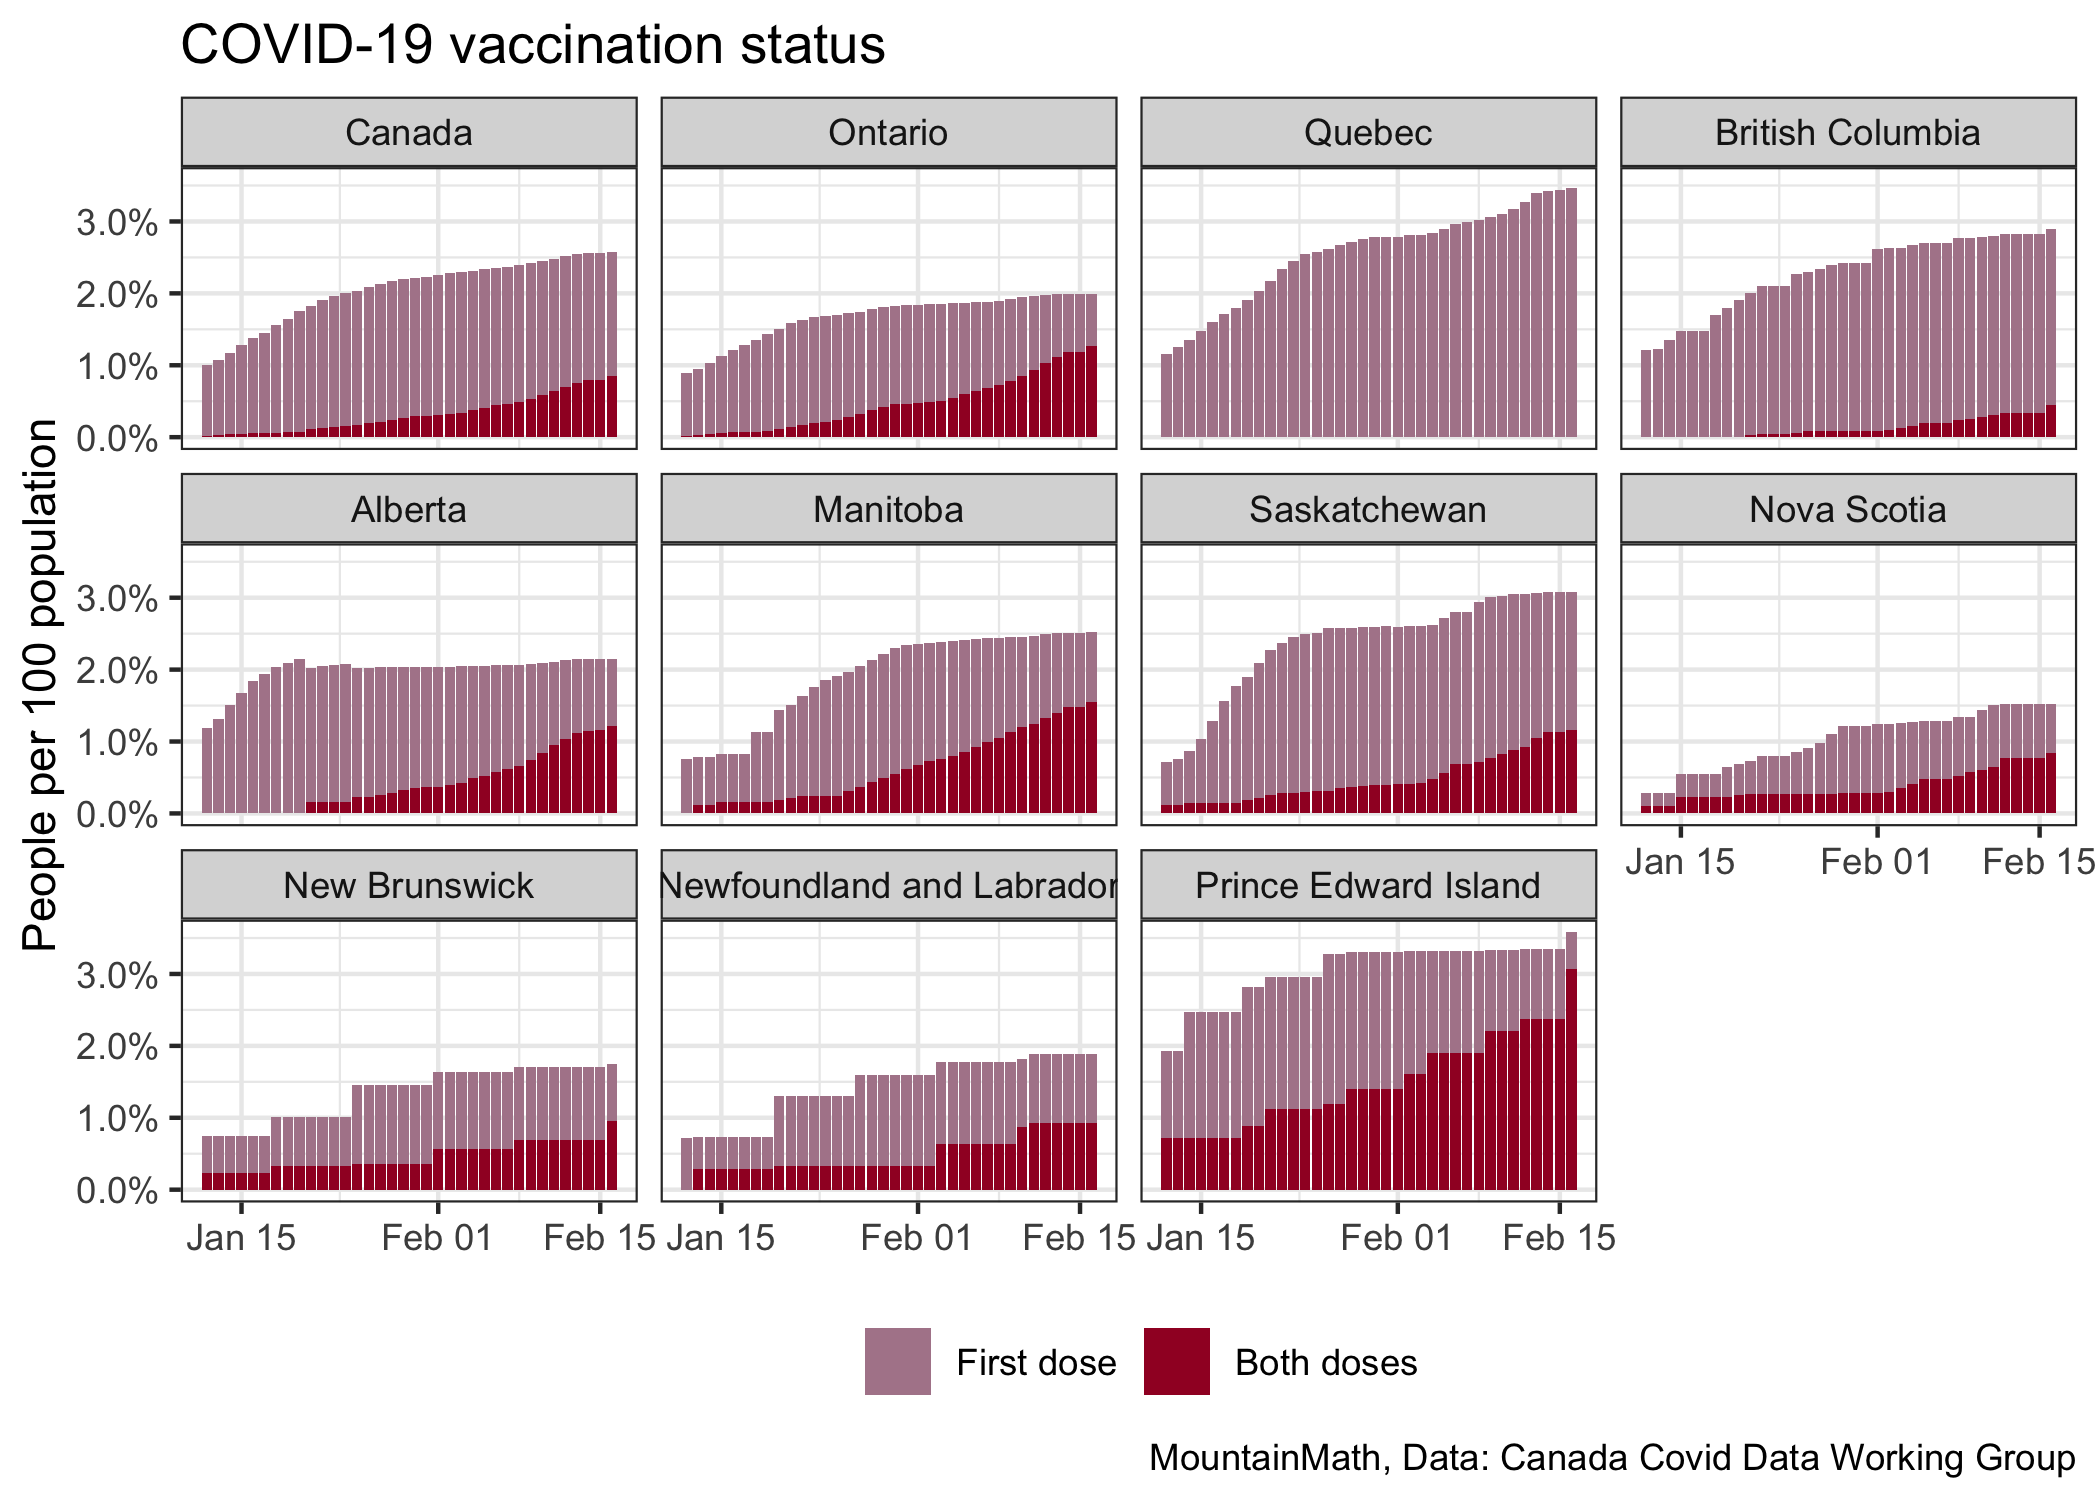 COVID-19 vaccination status
Canada
Ontario
Quebec
British Columbia
3.0%
2.0%
1.0%
0.0%
Alberta
Manitoba
Saskatchewan
Nova Scotia
3.0%
2.0%
1.0%
0.0%
Jan 15 Feb 01 Feb 15
New Brunswick
Newfoundland and Labrador
Prince Edward Island
3.0%
2.0%
1.0%
0.0%
Jan 15 Feb 01 Feb 15
Jan 15 Feb 01 Feb 15
Jan 15 Feb 01 Feb 15
People per 100 population
First dose
Both doses
MountainMath, Data: Canada Covid Data Working Group